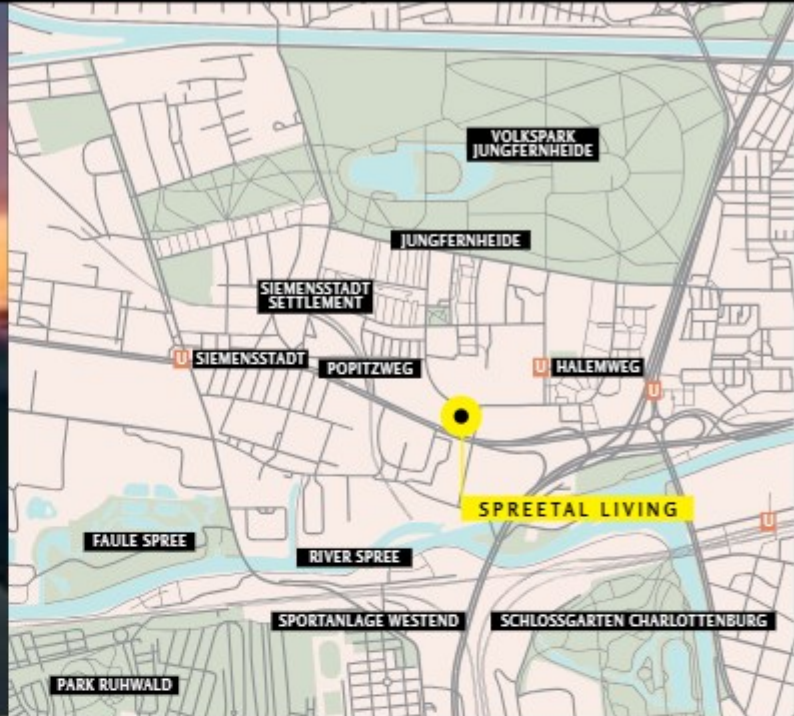 VOLKSPARK
JUNGFERNHEIDE
JUNGFERNHEIDE
SIEMENSSTADT
SETTLEMENT
U SIEMENSSTADT
POPITZWEG
U HALEMWEG
U
SPREETAL LIVING
U
FAULE SPREE
RIVER SPREE
SPORTANLAGE WESTEND
SCHLOSSGARTEN CHARLOTTENBURG
PARK RUHWALD